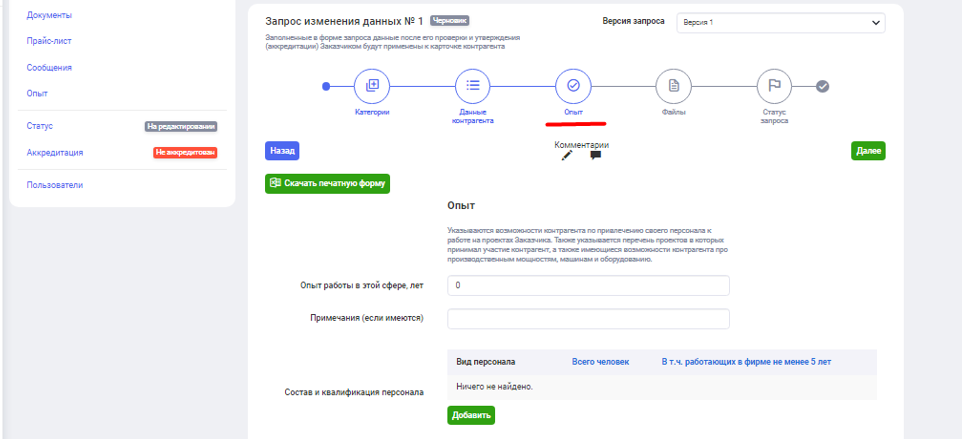 Документы
Прайс-лист
Сообщения
Опыт
Статус На редактировании
Аккредитация Не аккредитован
Пользователи
Запрос изменения данных № 1 Черновик
Версия запроса Версия 1
Заполненные в форме запроса данные после его проверки и утверждения
(аккредитации) Заказчиком будут применены к карточке контрагента
Категории
Данные
контрагента
Опыт
Файлы
Статус
запроса
Назад
Комментарии
Далее
Скачать печатную форму
Опыт
Указываются возможности контрагента по привлечению своего персонала к
работе на проектах Заказчика. Также указывается перечень проектов в которых
принимал участие контрагент, а также имеющиеся возможности контрагента про
производственным мощностям, машинам и оборудованию.
Опыт работы в этой сфере, лет 0
Примечания (если имеются)
Вид персонала Всего человек В т.ч. работающих в фирме не менее 5 лет
Ничего не найдено.
Состав и квалификация персонала
Добавить